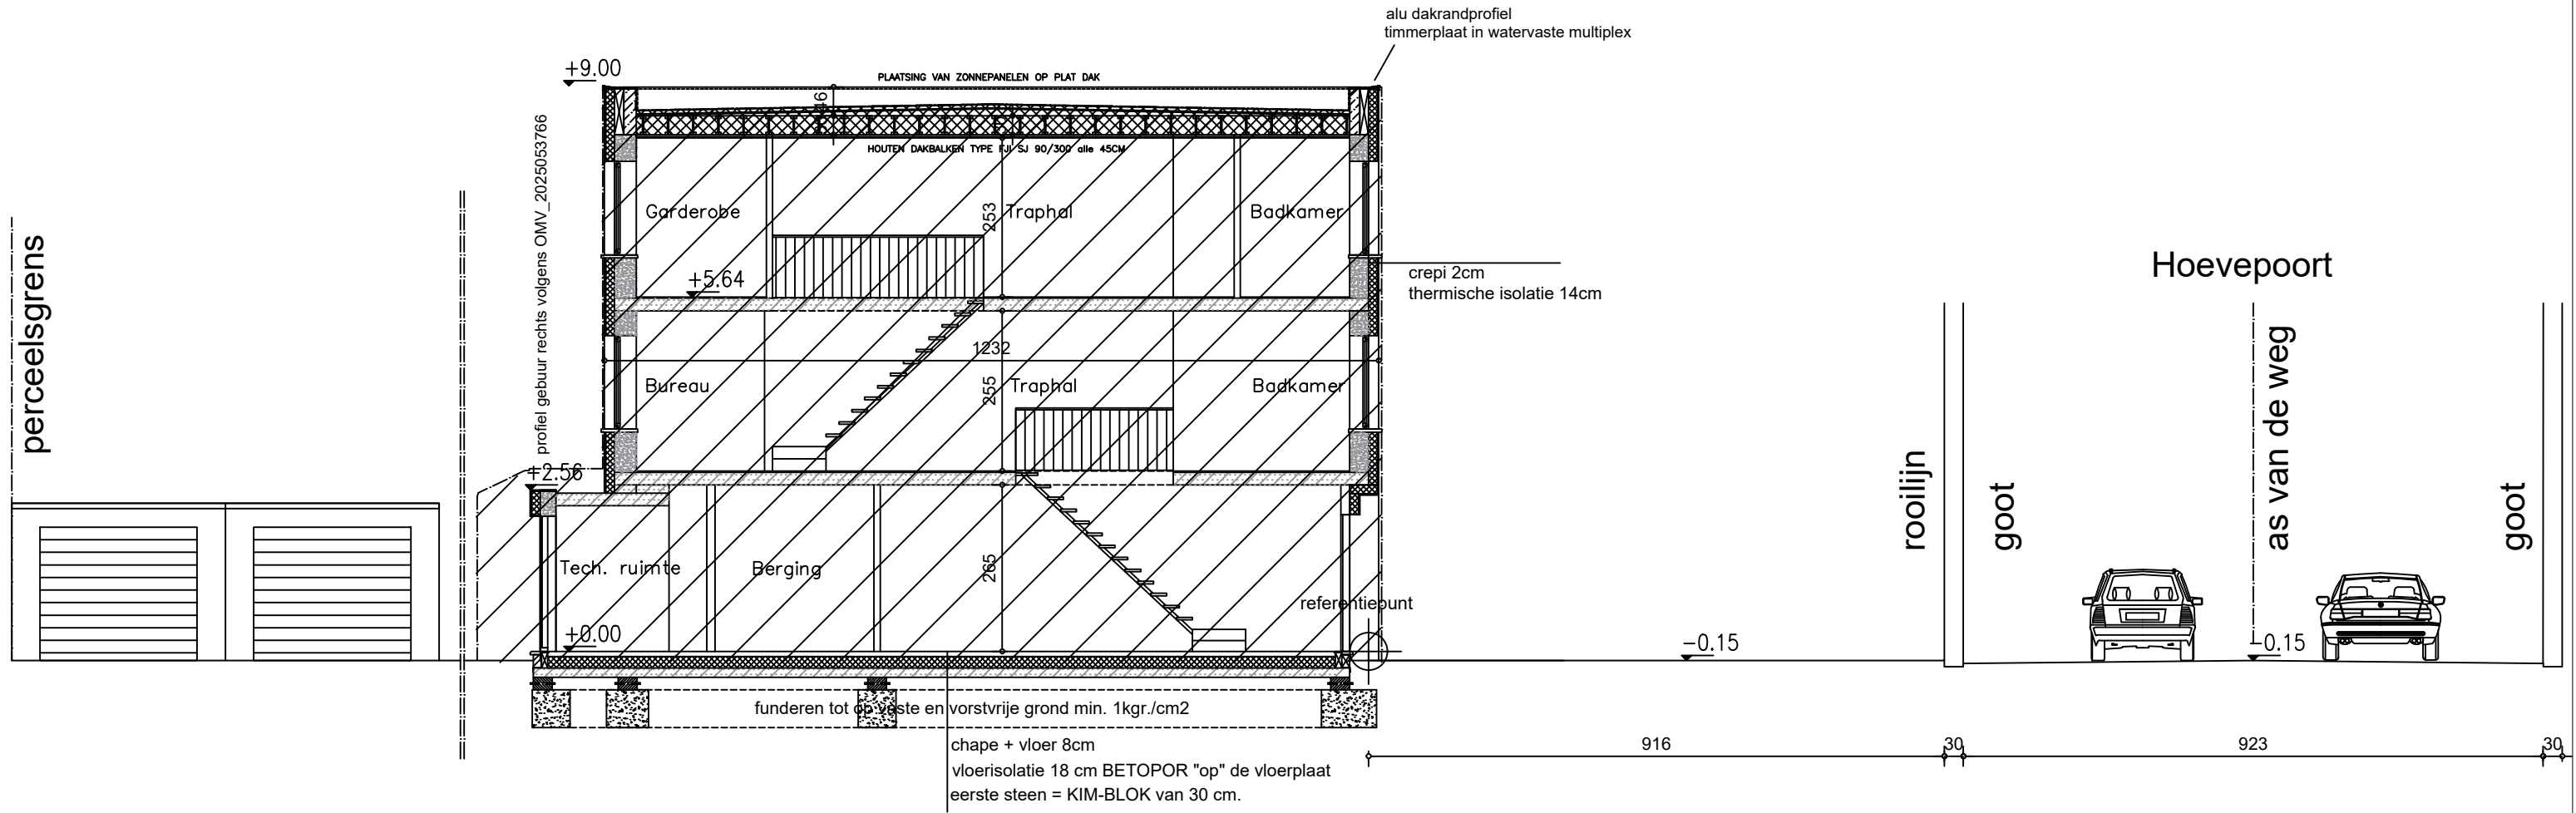 alu dakrandprofiel
timmerplaat in watervaste multiplex
+9.00
PLAATSING VAN ZONNEPANELEN OP PLAT DAK
HOUTEN DAKBALKEN TYPE FJI SJ 90/300 alle 45CM
profiel gebuur rechts volgens OMV_2025053766
perceelsgrens
Garderobe
253
Traphal
Badkamer
+5.64
crepi 2cm
thermische isolatie 14cm
Hoevepoort
1232
Bureau
255
Traphal
Badkamer
+2.56
rooilijn
goot
as van de weg
goot
Tech. ruimte
Berging
265
referentiepunt
+0.00
-0.15
-0.15
funderen tot op vaste en vorstvrije grond min. 1kgr./cm2
chape + vloer 8cm
916
30
923
30
vloerisolatie 18 cm BETOPOR "op" de vloerplaat
eerste steen = KIM-BLOK van 30 cm.